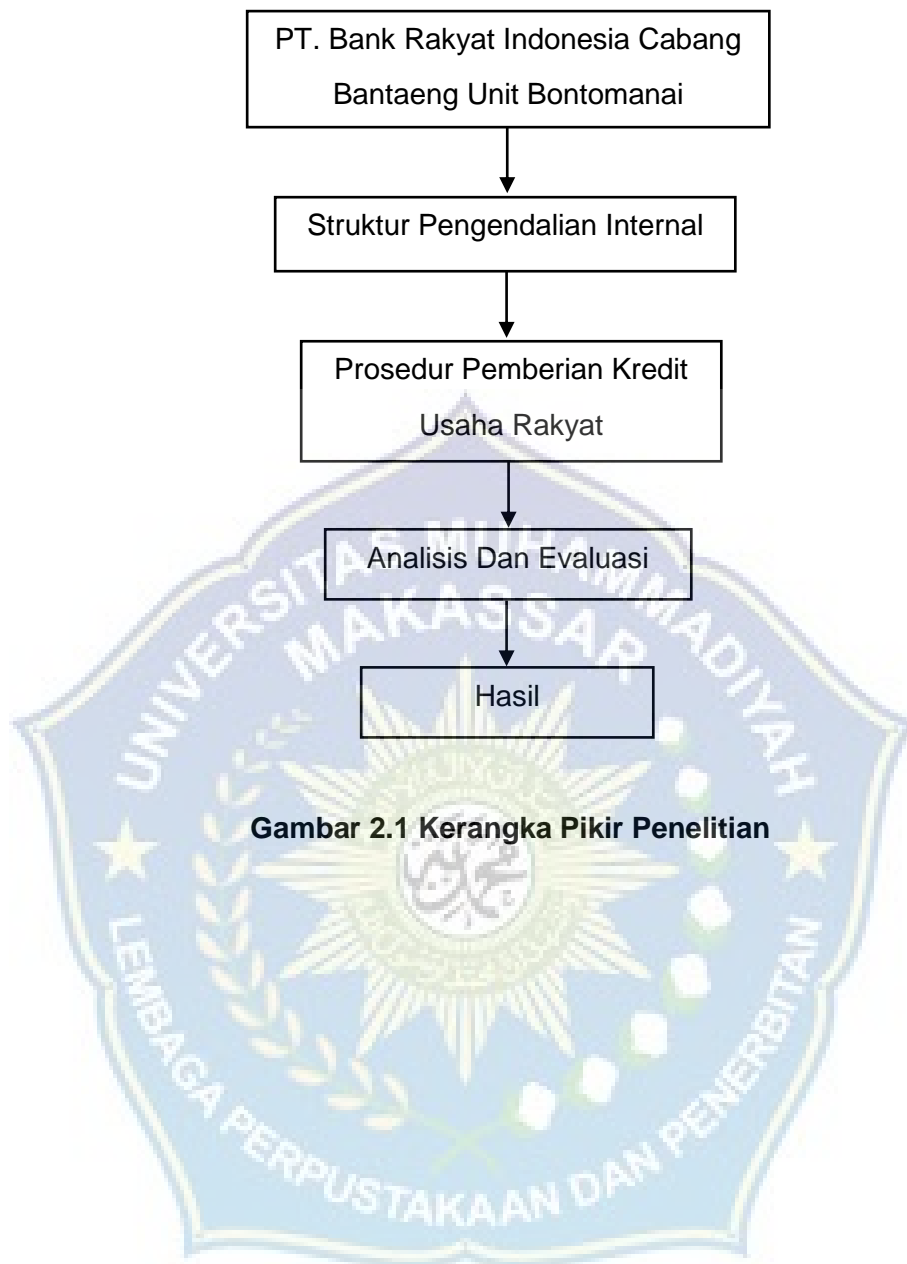 PT. Bank Rakyat Indonesia Cabang
Bantaeng Unit Bontomanai
Struktur Pengendalian Internal
Prosedur Pemberian Kredit
Usaha Rakyat
Analisis Dan Evaluasi
Hasil
Gambar 2.1 Kerangka Pikir Penelitian
UNIVERSITAS MUHAMMADIYAH
MAKASSAR
LEMBAGA PERPUSTAKAAN DAN PENERBITAN